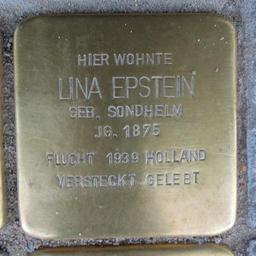 HIER WOHNTE
LINA EPSTEIN
GEB. SONDHELM
JG. 1875
FLUCHT 1939 HOLLAND
VERSTECKT GELEBT